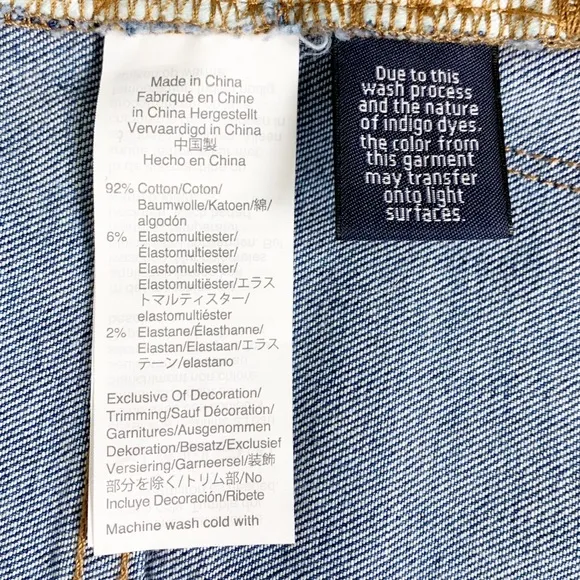 Made in China
Fabriqué en Chine
in China Hergestellt
Vervaardigd in China
中国製
Hecho en China
92% Cotton/Coton/
Baumwolle/Katoen/綿/
algodón
6% Elastomultiester/
Élastomultiester/
Elastomultiester/
Elastomultiëster/エラス
トマルティスター/
elastomultiéster
2% Elastane/Élasthanne/
Elastan/Elastaan/エラス
テーン/elastano
Exclusive Of Decoration/
Trimming/Sauf Décoration/
Garnitures/Ausgenommen
Dekoration/Besatz/Exclusief
Versiering/Garneersel/装飾
部分を除く/トリム部/No
Incluye Decoración/Ribete
Machine wash cold with
Due to this
wash process
and the nature
of indigo dyes,
the color from
this garment
may transfer
onto light
surfaces.